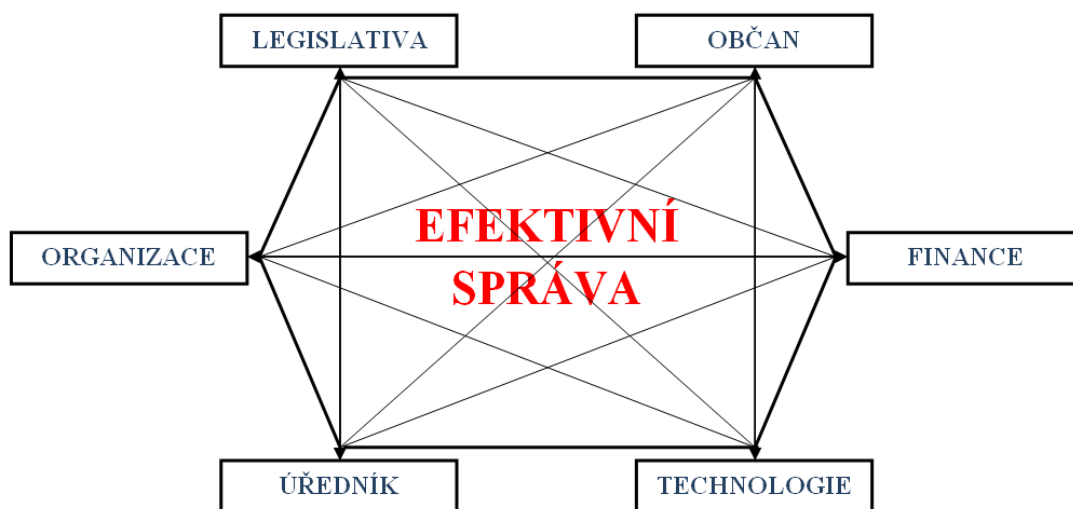 LEGISLATIVA
OBČAN
EFEKTIVNÍ
ORGANIZACE
FINANCE
SPRÁVA
ÚŘEDNÍK
TECHNOLOGIE